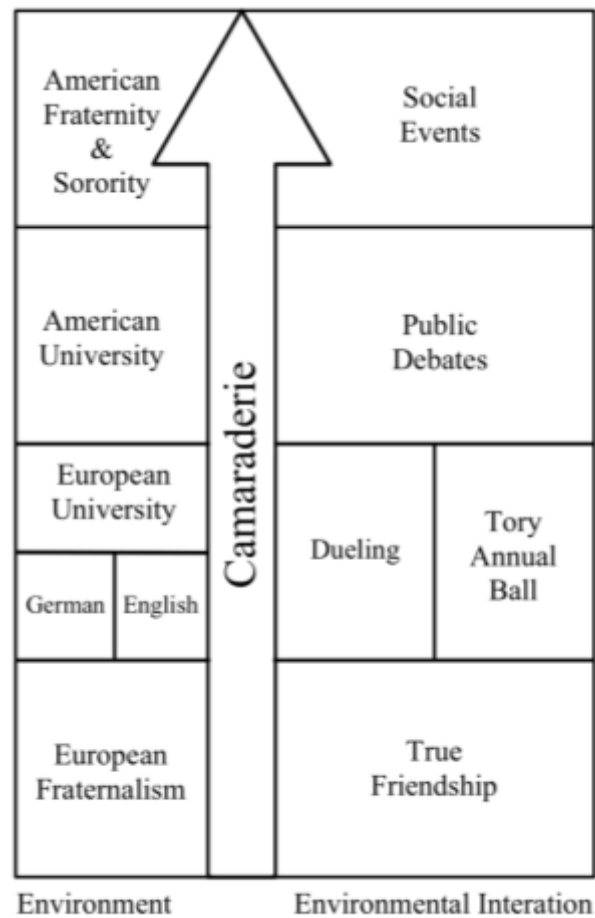 American
Fraternity
&
Sorority
Social
Events
American
University
Public
Debates
European
University
German
English
Dueling
Tory
Annual
Ball
European
Fraternalism
True
Friendship
Camaraderie
Environment
Environmental Interation